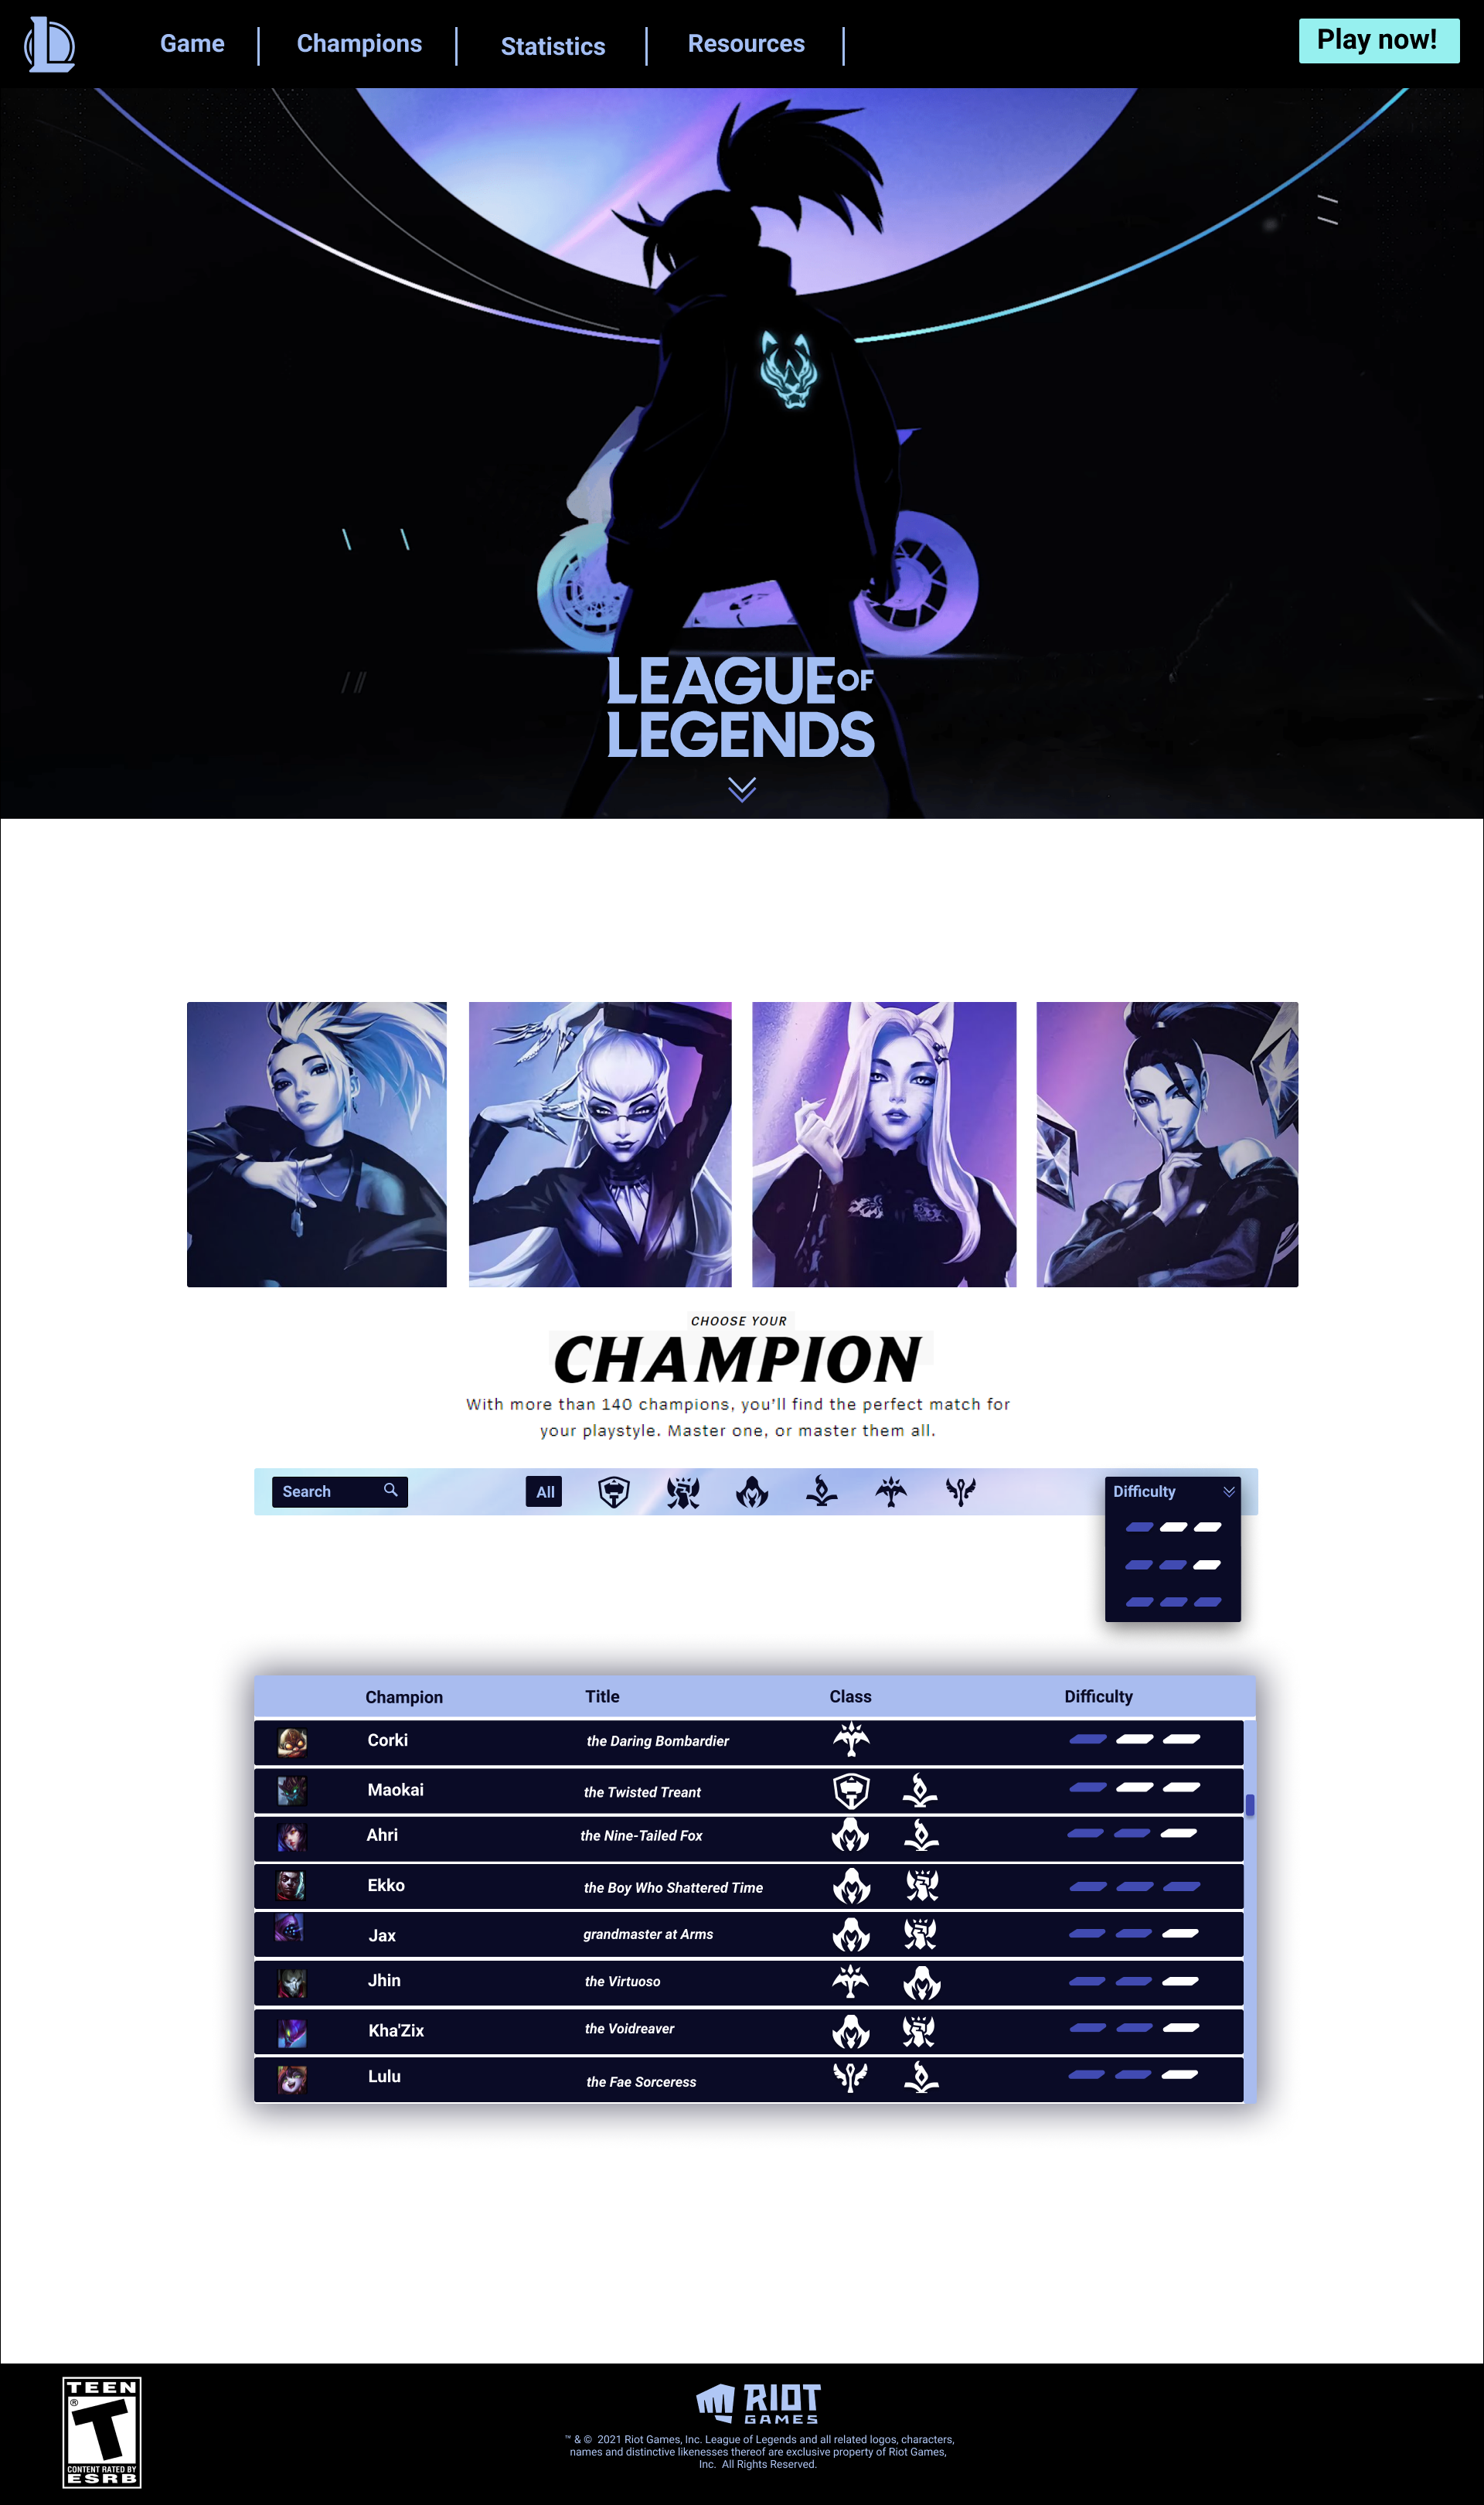 Game
Champions
Statistics
Resources
Play now!
LEAGUE OF
LEGENDS
CHOOSE YOUR
CHAMPION
With more than 140 champions, you’ll find the perfect match for
your playstyle. Master one, or master them all.
Search
All
Difficulty
Champion Title Class Difficulty
Corki the Daring Bombardier
Maokai the Twisted Treant
Ahri the Nine-Tailed Fox
Ekko the Boy Who Shattered Time
Jax grandmaster at Arms
Jhin the Virtuoso
Kha'Zix the Voidreaver
Lulu the Fae Sorceress
TEEN
T
®
CONTENT RATED BY
ESRB
RIOT
GAMES
™ & © 2021 Riot Games, Inc. League of Legends and all related logos, characters,
names and distinctive likenesses thereof are exclusive property of Riot Games,
Inc. All Rights Reserved.